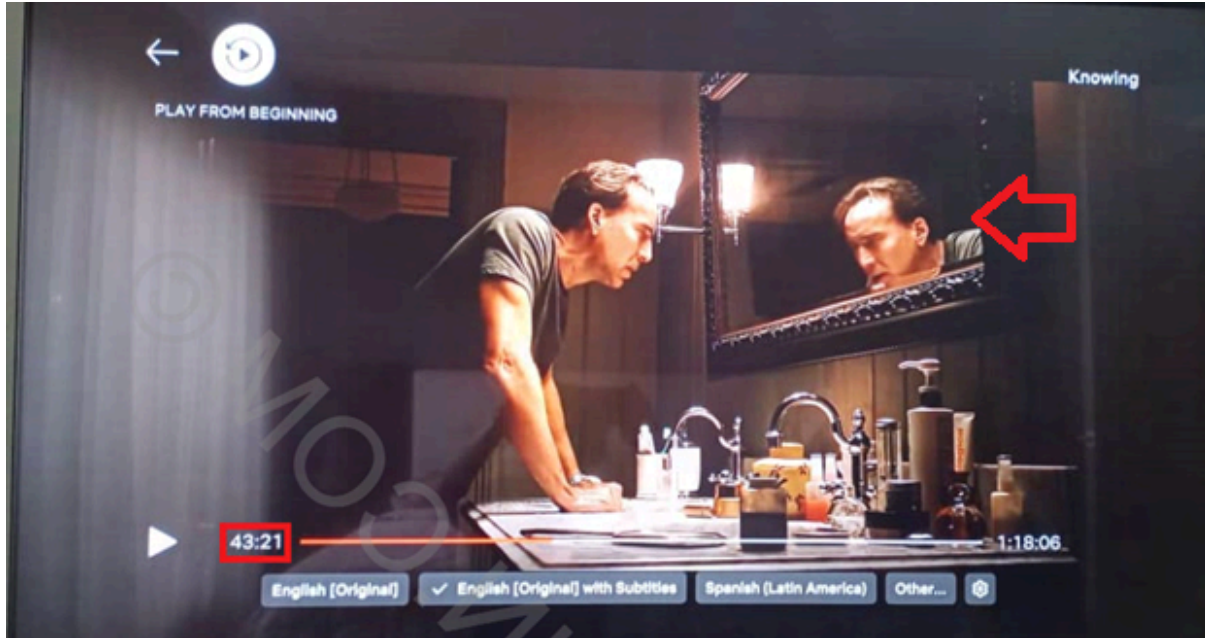 Knowing
PLAY FROM BEGINNING
43:21
1:18:06
English [Original]
English [Original] with Subtitles
Spanish (Latin America)
Other...